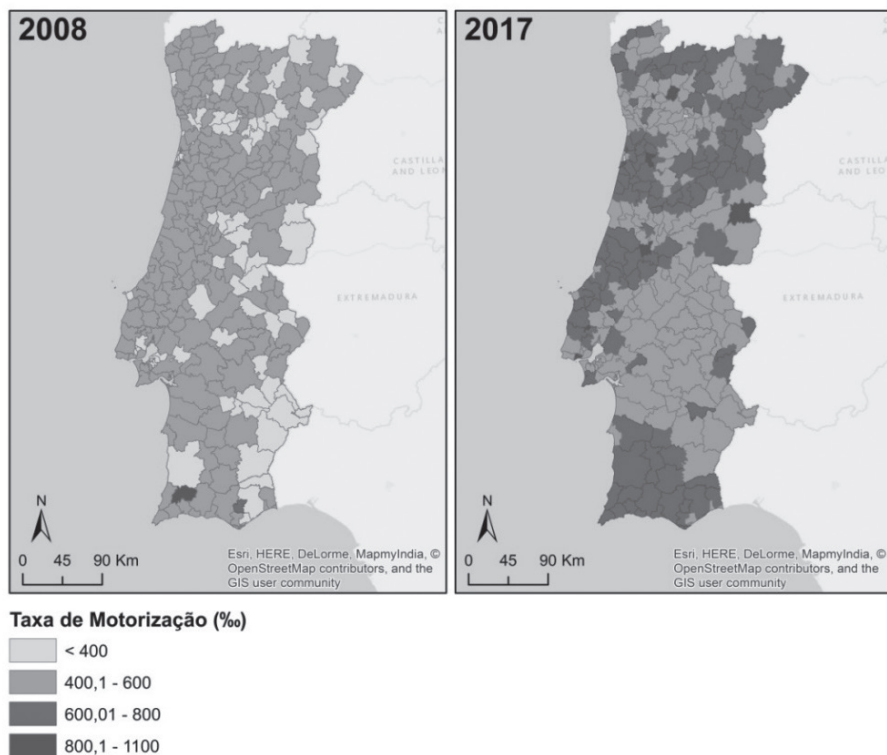 2008
CASTILLA
AND LEON
EXTREMADURA
N
0 45 90 Km
Esri, HERE, DeLorme, MapmyIndia, ©
OpenStreetMap contributors, and the
GIS user community
2017
CASTILLA
AND LEO
EXTREMADURA
N
0 45 90 Km
Esri, HERE, DeLorme, MapmyIndia, ©
OpenStreetMap contributors, and the
GIS user community
Taxa de Motorização (‰)
< 400
400,1 - 600
600,01 - 800
800,1 - 1100